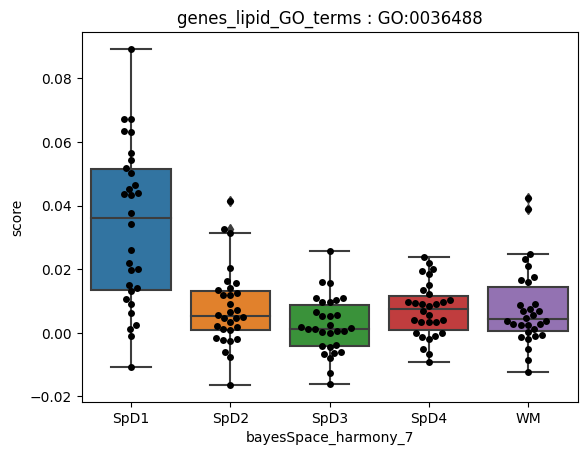 genes_lipid_GO_terms : GO:0036488
0.08
0.06
0.04
0.02
0.00
−0.02
score
SpD1 SpD2 SpD3 SpD4 WM
bayesSpace_harmony_7